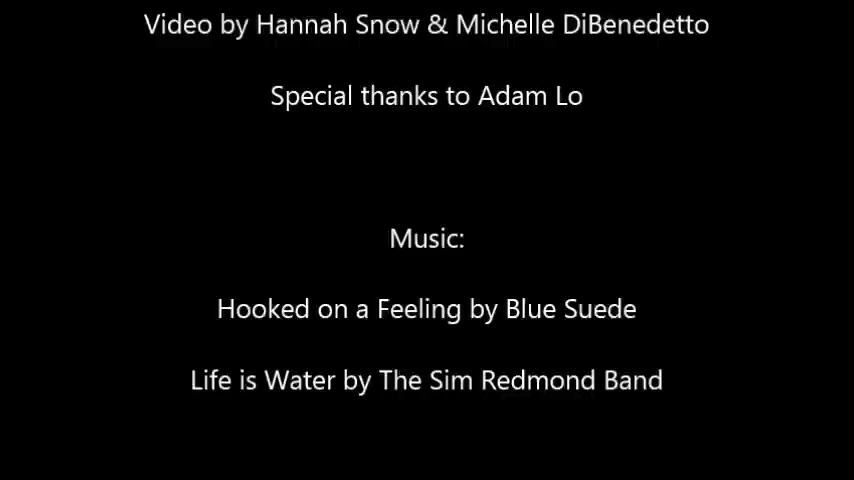 Video by Hannah Snow & Michelle DiBenedetto
Special thanks to Adam Lo
Music:
Hooked on a Feeling by Blue Suede
Life is Water by The Sim Redmond Band